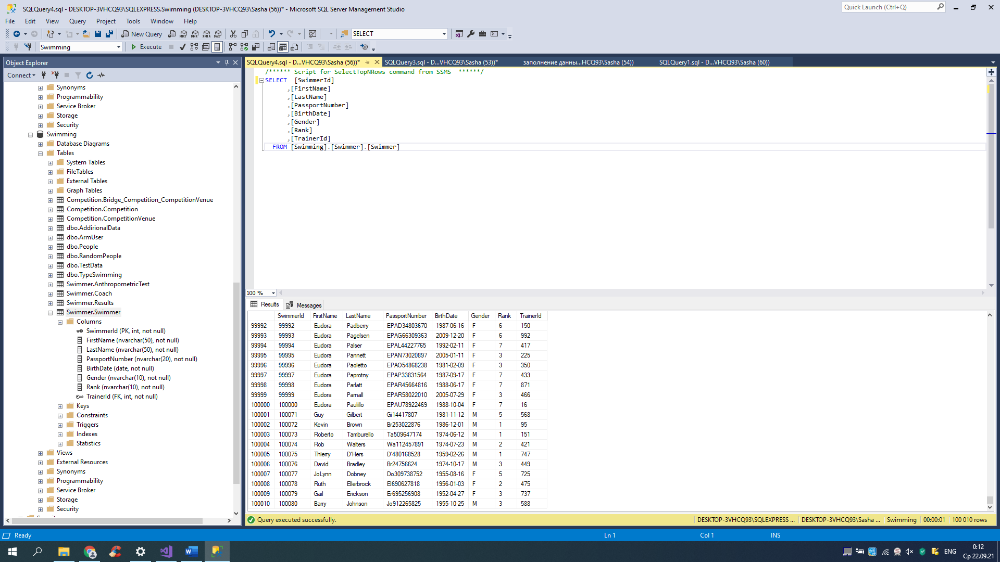 SQLQuery4.sql - DESKTOP-3VHCQ93\SQLEXPRESS.Swimming (DESKTOP-3VHCQ93\Sasha (56))* - Microsoft SQL Server Management Studio
Quick Launch (Ctrl+Q)
File Edit View Query Project Tools Window Help
New Query
MDX DMX XMLA DAX
SELECT
Swimming
Execute
Object Explorer
Connect
Synonyms
Programmability
Service Broker
Storage
Security
Swimming
Database Diagrams
Tables
System Tables
FileTables
External Tables
Graph Tables
Competition.Bridge_Competition_CompetitionVenue
Competition.Competition
Competition.CompetitionVenue
dbo.AddirionalData
dbo.ArmUser
dbo.People
dbo.RandomPeople
dbo.TestData
dbo.TypeSwimming
Swimmer.AnthropometricTest
Swimmer.Coach
Swimmer.Results
Swimmer.Swimmer
Columns
SwimmerId (PK, int, not null)
FirstName (nvarchar(50), not null)
LastName (nvarchar(50), not null)
PassportNumber (nvarchar(20), not null)
BirthDate (date, not null)
Gender (nvarchar(10), not null)
Rank (nvarchar(10), not null)
TrainerId (FK, int, not null)
Keys
Constraints
Triggers
Indexes
Statistics
Views
External Resources
Synonyms
Programmability
Service Broker
Storage
Security
SQLQuery4.sql - D...VHCQ93\Sasha (56))* SQLQuery3.sql - D...VHCQ93\Sasha (53))* заполнение данны...HCQ93\Sasha (54)) SQLQuery1.sql - D...VHCQ93\Sasha (60))
/****** Script for SelectTopNRows command from SSMS ******/
SELECT [SwimmerId]
,[FirstName]
,[LastName]
,[PassportNumber]
,[BirthDate]
,[Gender]
,[Rank]
,[TrainerId]
FROM [Swimming].[Swimmer].[Swimmer]
100 %
Results Messages
SwimmerId FirstName LastName PassportNumber BirthDate Gender Rank TrainerId
99992 99992 Eudora Padberry EPAD34803670 1987-06-16 F 6 150
99993 99993 Eudora Pagelsen EPAG66309363 2009-12-20 F 6 992
99994 99994 Eudora Palser EPAL44227765 1992-02-11 F 7 417
99995 99995 Eudora Pannett EPAN73020897 2005-01-11 F 3 225
99996 99996 Eudora Paoletto EPAO54868238 1981-02-09 F 3 350
99997 99997 Eudora Paprotny EPAP33831564 1987-09-17 F 7 433
99998 99998 Eudora Parlatt EPAR45664816 1988-06-17 F 7 871
99999 99999 Eudora Parnall EPAR58022010 2005-07-29 F 3 466
100000 100000 Eudora Paulillo EPAU78922469 1988-10-04 F 7 16
100001 100071 Guy Gilbert Gi14417807 1981-11-12 M 5 568
100002 100072 Kevin Brown Br253022876 1986-12-01 M 1 95
100003 100073 Roberto Tamburello Ta509647174 1974-06-12 M 1 151
100004 100074 Rob Walters Wa112457891 1974-07-23 M 2 421
100005 100075 Thierry D'Hers D'480168528 1959-02-26 M 1 747
100006 100076 David Bradley Br24756624 1974-10-17 M 3 449
100007 100077 JoLynn Dobney Do309738752 1955-08-16 F 5 725
100008 100078 Ruth Ellerbrock El690627818 1956-01-03 F 2 475
100009 100079 Gail Erickson Er695256908 1952-04-27 F 3 737
100010 100080 Barry Johnson Jo912265825 1955-10-25 M 3 588
Query executed successfully. DESKTOP-3VHCQ93\SQLEXPRESS ... DESKTOP-3VHCQ93\Sasha ... Swimming 00:00:01 100 010 rows
Ready Ln 1 Col 1 INS
ENG
0:12
Ср 22.09.21